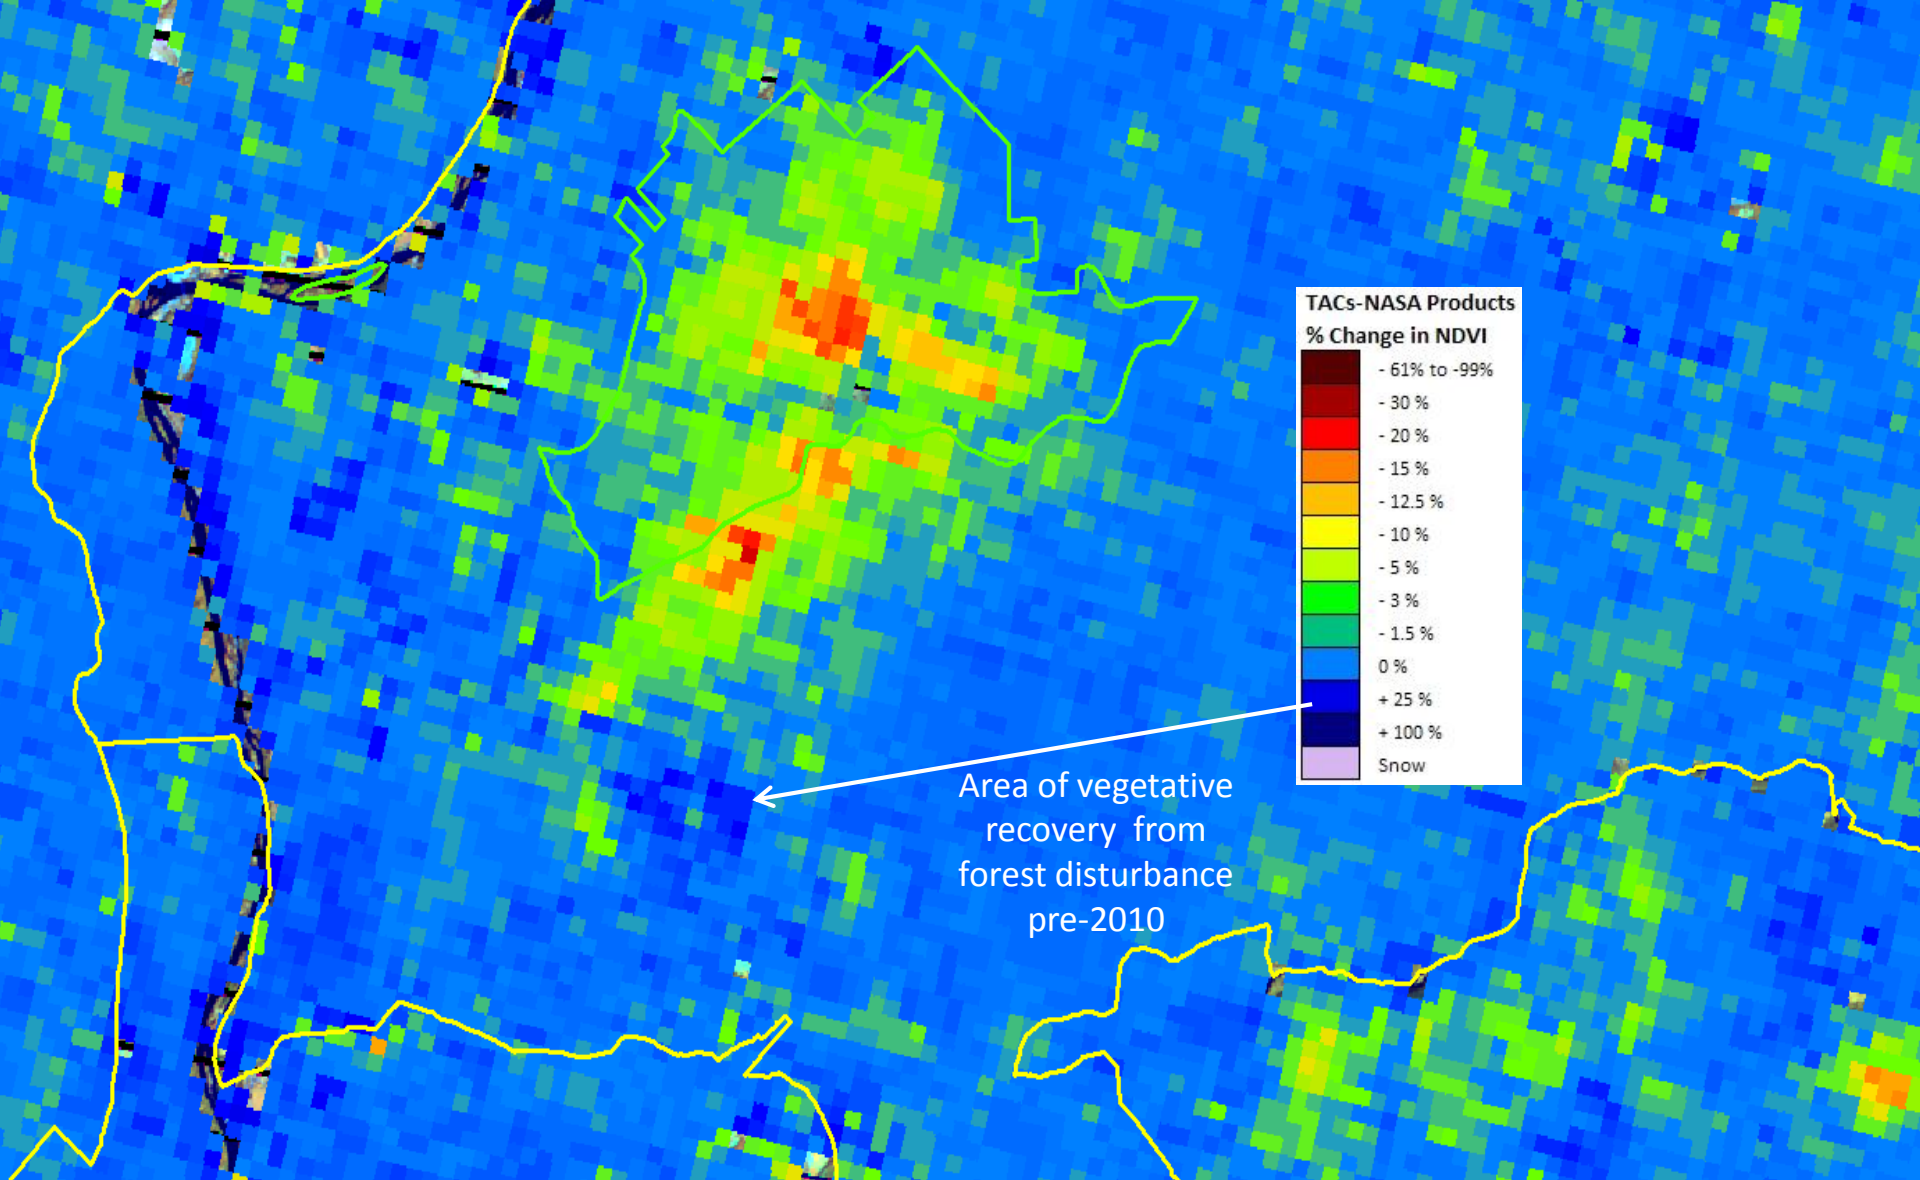 TACs-NASA Products
% Change in NDVI
- 61% to -99%
- 30 %
- 20 %
- 15 %
- 12.5 %
- 10 %
- 5 %
- 3 %
- 1.5 %
0 %
+ 25 %
+ 100 %
Snow
Area of vegetative
recovery from
forest disturbance
pre-2010